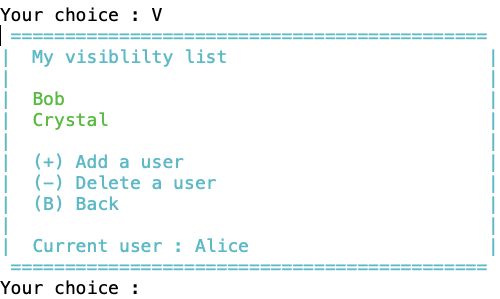 Your choice : V
===========================================
| My visiblilty list |
| |
| Bob |
| Crystal |
| |
| (+) Add a user |
| (-) Delete a user |
| (B) Back |
| |
| Current user : Alice |
===========================================
Your choice :